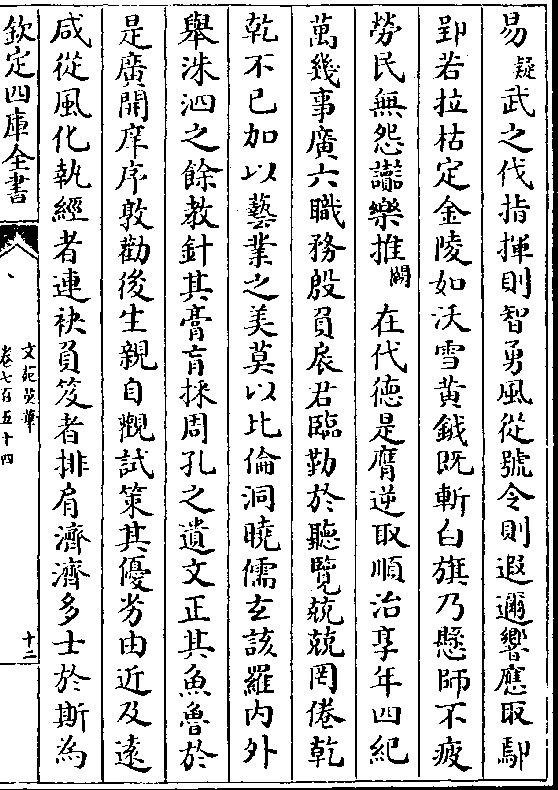 易疑武之伐指揮則智勇風從號令則遐邇響應取鄢
郢若拉枯定金陵如沃雪黄鉞既斬白旗乃懸師不疲
勞民無怨讟樂推闕　在代德是膺逆取順治享年四紀
萬幾事廣六職務殷負扆君臨勤於聽覽兢兢罔倦乾
乾不已加以藝業之美莫以比倫洞曉儒玄該羅内外
舉洙泗之餘教針其膏肓採周孔之遺文正其魚魯於
是廣開庠序敦勸後生親自觀試策其優劣由近及遠
咸從風化執經者連袂負笈者排肩濟濟多士於斯為
欽定四庫全書
文苑英華
卷七百五十四
十二